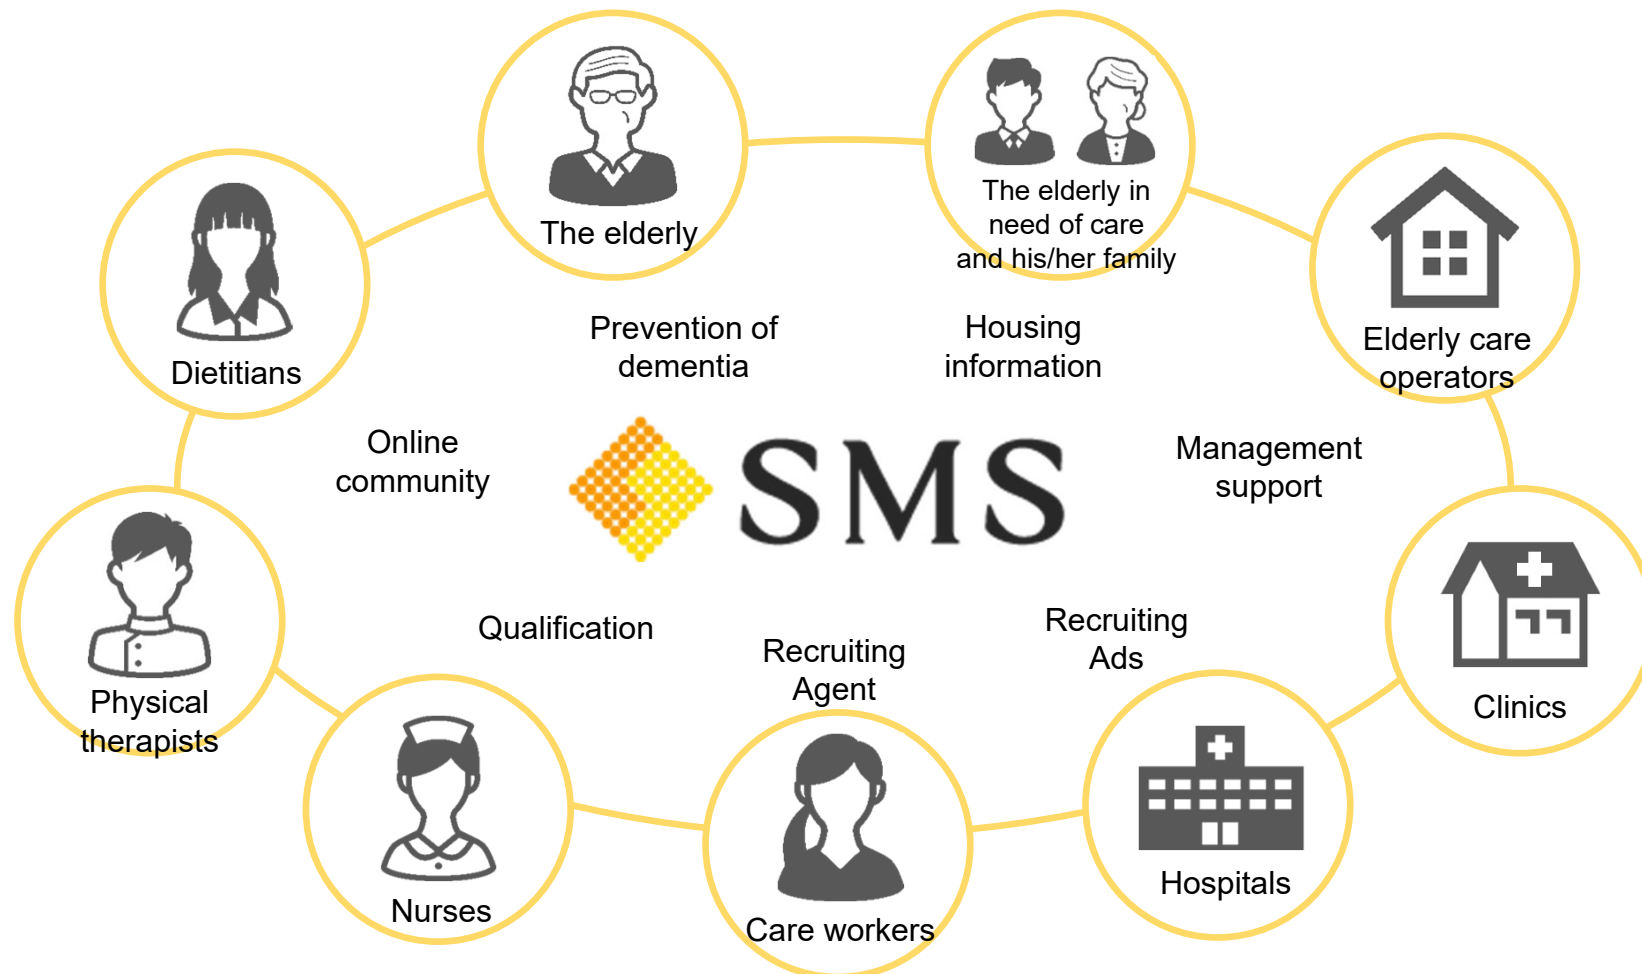 The elderly
The elderly in
need of care
and his/her family
Dietitians
Elderly care
operators
Prevention of
dementia
Housing
information
Online
community
SMS
Management
support
Physical
therapists
Qualification
Recruiting
Agent
Recruiting
Ads
Clinics
Nurses
Care workers
Hospitals